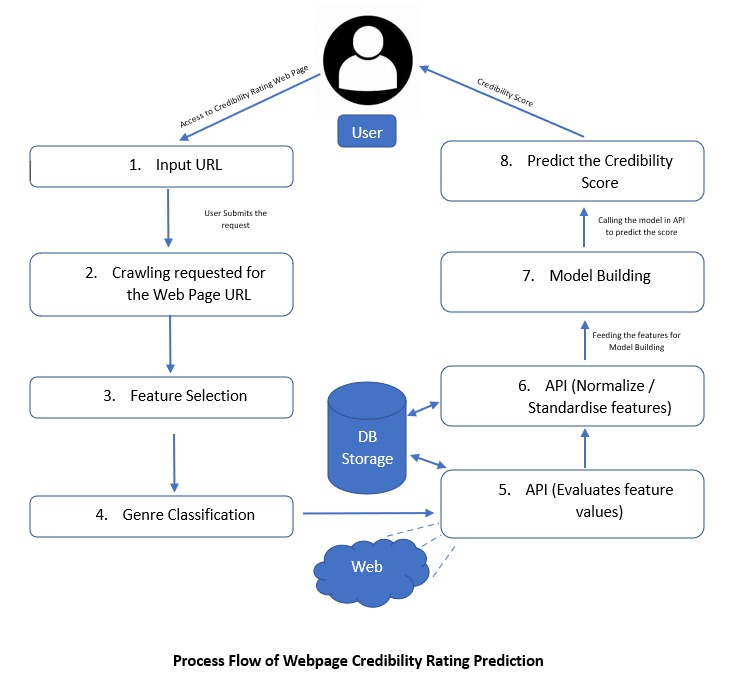 User
Access to Credibility Rating Web Page
Credibility Score
1. Input URL
User Submits the
request
2. Crawling requested for
the Web Page URL
3. Feature Selection
4. Genre Classification
DB
Storage
Web
5. API (Evaluates feature
values)
6. API (Normalize /
Standardise features)
Feeding the features for
Model Building
7. Model Building
Calling the model in API
to predict the score
8. Predict the Credibility
Score
Process Flow of Webpage Credibility Rating Prediction